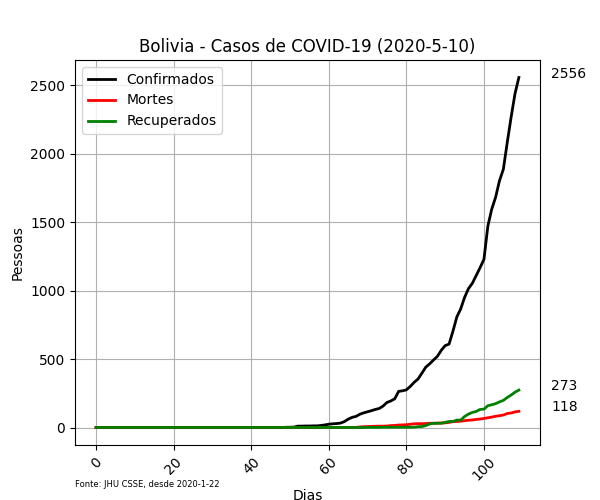 Bolivia - Casos de COVID-19 (2020-5-10)
Confirmados
Mortes
Recuperados
2556
273
118
2500
2000
1500
1000
500
0
Pessoas
0 20 40 60 80 100
Fonte: JHU CSSE, desde 2020-1-22
Dias